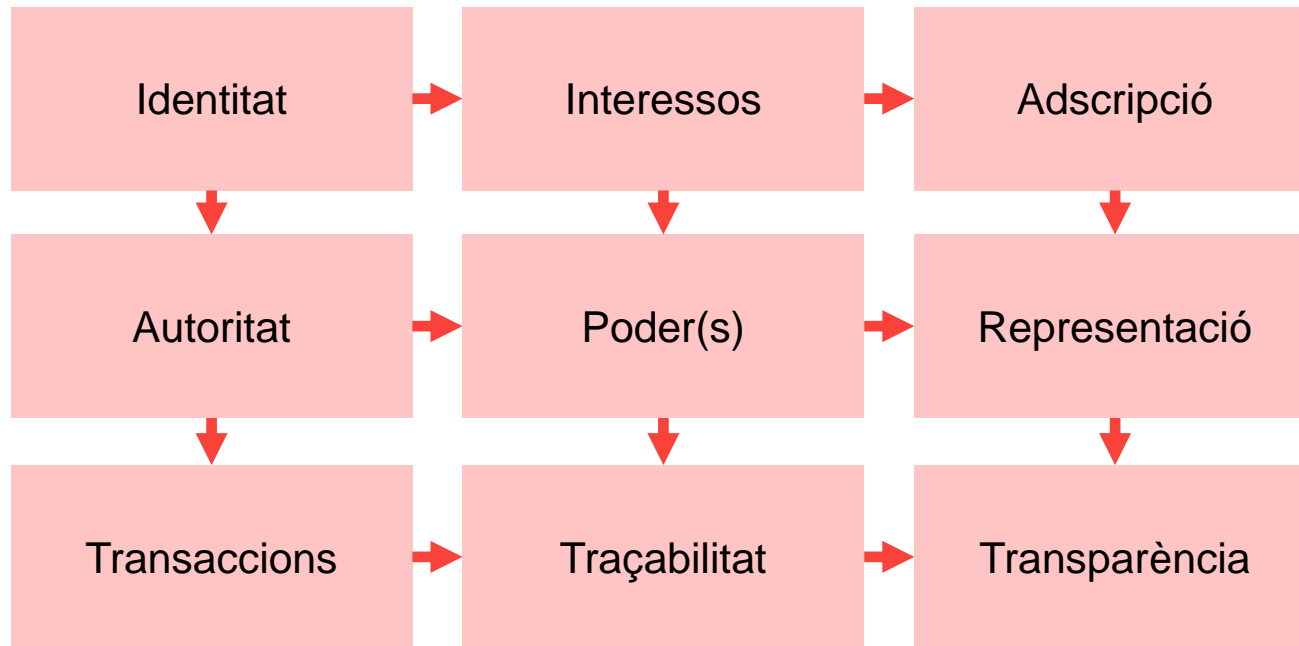 Identitat
Interessos
Adscripció
Autoritat
Poder(s)
Representació
Transaccions
Traçabilitat
Transparència